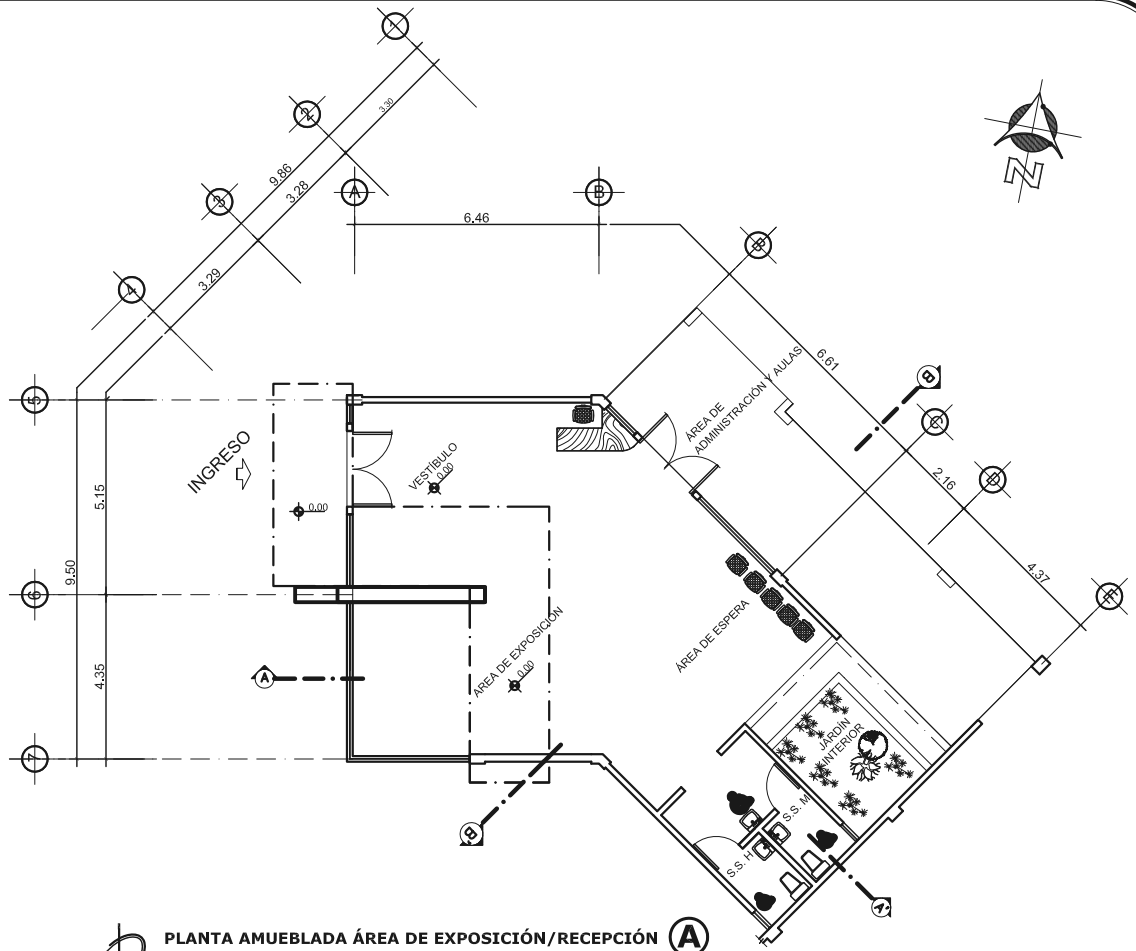 1
2
3
4
3.30
9.86
3.28
3.29
A
B
6.46
N
B
6.61
B
C
2.16
D
4.37
E
5
6
7
5.15
9.50
4.35
INGRESO
0.00
VESTÍBULO
0.00
ÁREA DE
ADMINISTRACIÓN Y AULAS
ÁREA DE ESPERA
AREA DE EXPOSICIÓN
0.00
A
JARDIN
INTERIOR
S.S. M
S.S. H
B
A'
PLANTA AMUEBLADA ÁREA DE EXPOSICIÓN/RECEPCIÓN A